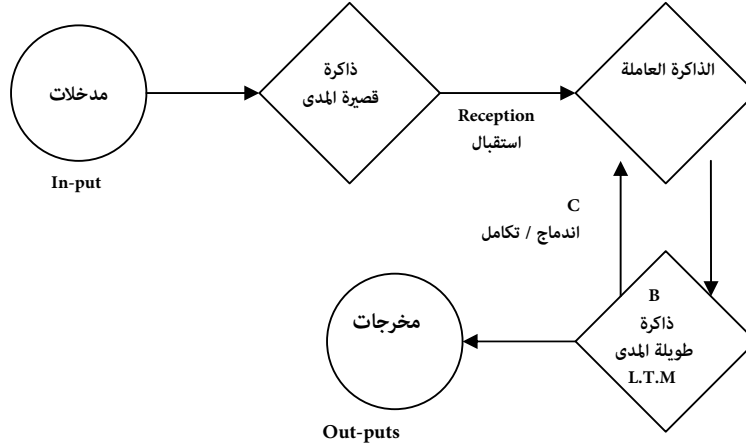 مدخلات
In-put
ذاكرة
قصيرة المدى
Reception
استقبال
الذاكرة العاملة
C
اندماج / تكامل
B
ذاكرة
طويلة المدى
L.T.M
مخرجات
Out-puts